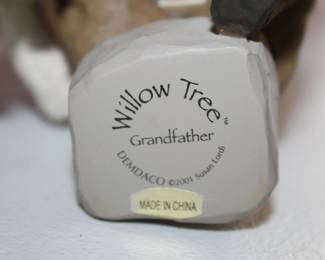 Willow Tree™
Grandfather
DEMDACO ©2001 Susan Lordi
MADE IN CHINA